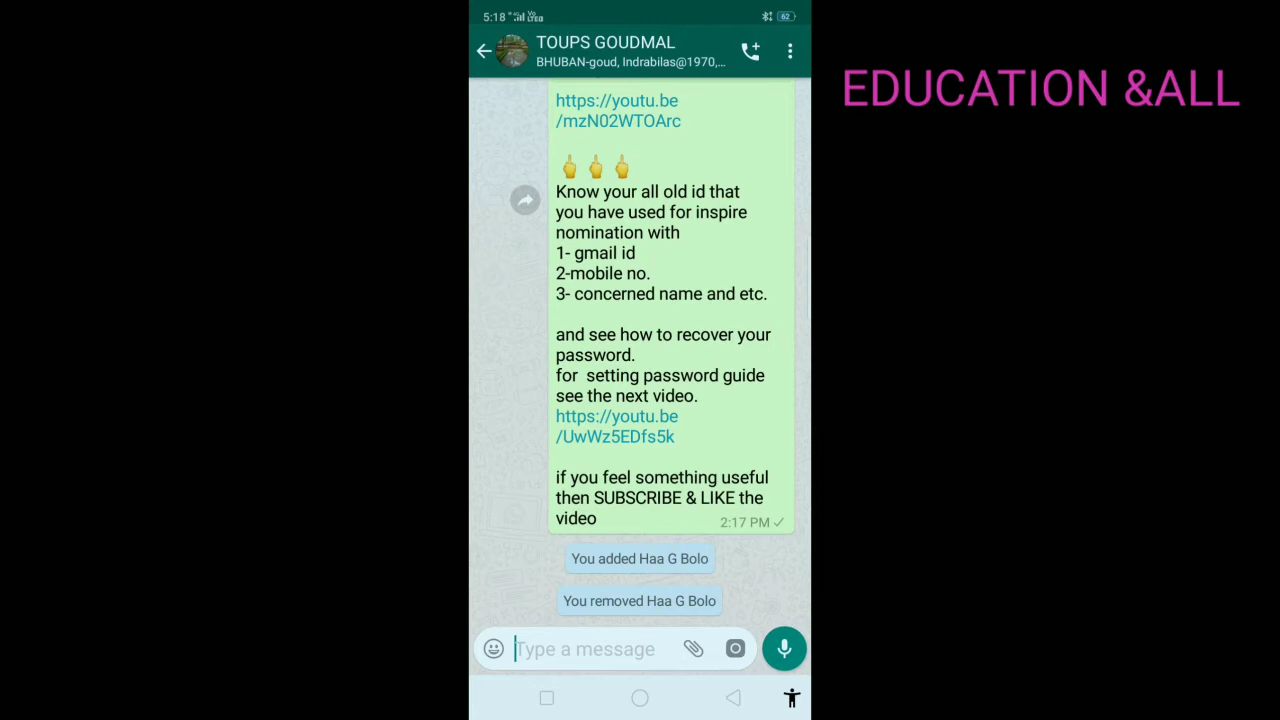 5:18
62
TOUPS GOUDMAL
BHUBAN-goud, Indrabilas@1970,...
EDUCATION &ALL
https://youtu.be
/mzN02WTOArc
Know your all old id that
you have used for inspire
nomination with
1- gmail id
2-mobile no.
3- concerned name and etc.
and see how to recover your
password.
for setting password guide
see the next video.
https://youtu.be
/UwWz5EDfs5k
if you feel something useful
then SUBSCRIBE & LIKE the
video
2:17 PM
You added Haa G Bolo
You removed Haa G Bolo
Type a message